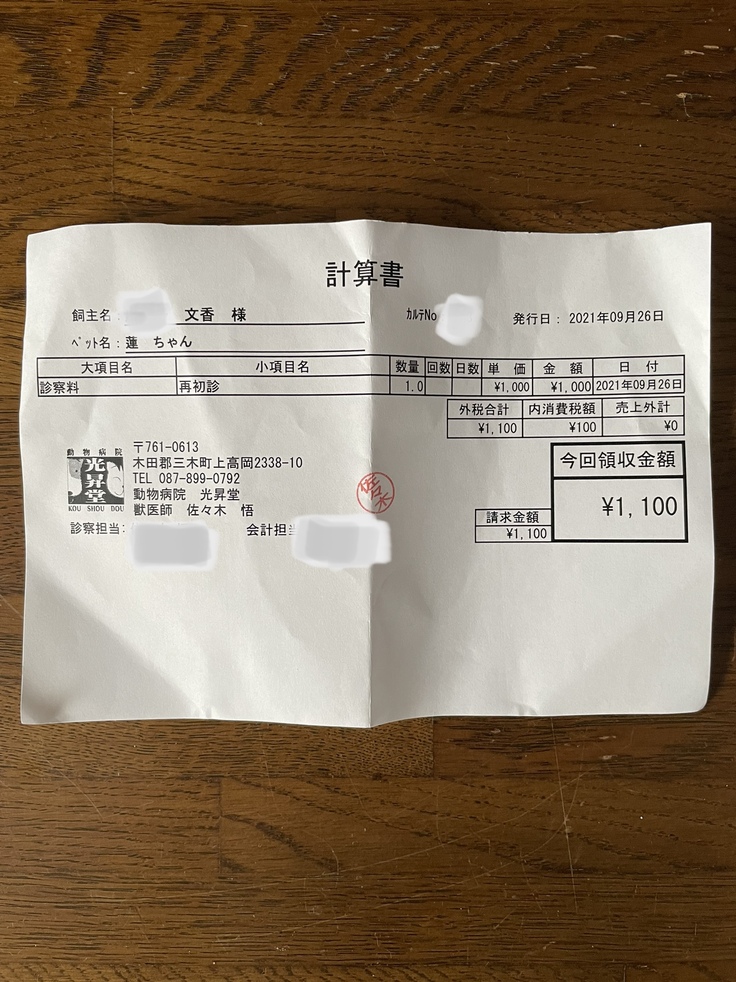 計算書
飼主名: 文香 様 ｶﾙﾃNo 発行日: 2021年09月26日
ﾍﾟｯﾄ名: 蓮 ちゃん
大項目名 小項目名 数量 回数 日数 単 価 金 額 日 付
診察料 再初診 1.0 ¥1,000 ¥1,000 2021年09月26日
外税合計 内消費税額 売上外計
¥1,100 ¥100 ¥0
今回領収金額
¥1,100
請求金額
¥1,100
動物病院
光昇堂
KOU SHOU DOU
〒761-0613
木田郡三木町上高岡2338-10
TEL 087-899-0792
動物病院 光昇堂
獣医師 佐々木 悟
佐々木
診察担当: 会計担当